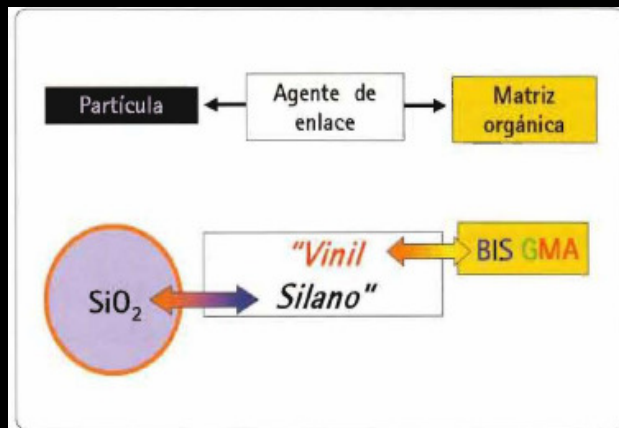 Partícula
Agente de
enlace
Matriz
orgánica
"Vinil
Silano"
BIS GMA
SiO₂